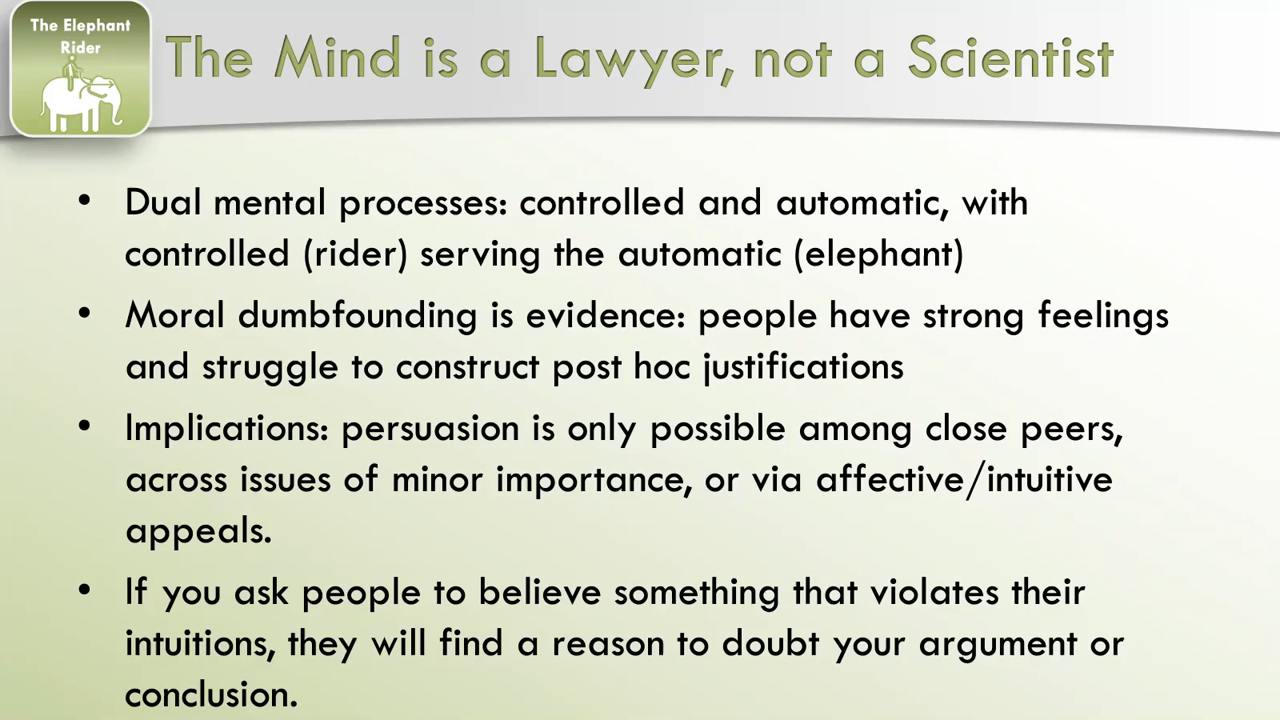 The Elephant
Rider
The Mind is a Lawyer, not a Scientist
• Dual mental processes: controlled and automatic, with
controlled (rider) serving the automatic (elephant)
• Moral dumbfounding is evidence: people have strong feelings
and struggle to construct post hoc justifications
• Implications: persuasion is only possible among close peers,
across issues of minor importance, or via affective/intuitive
appeals.
• If you ask people to believe something that violates their
intuitions, they will find a reason to doubt your argument or
conclusion.